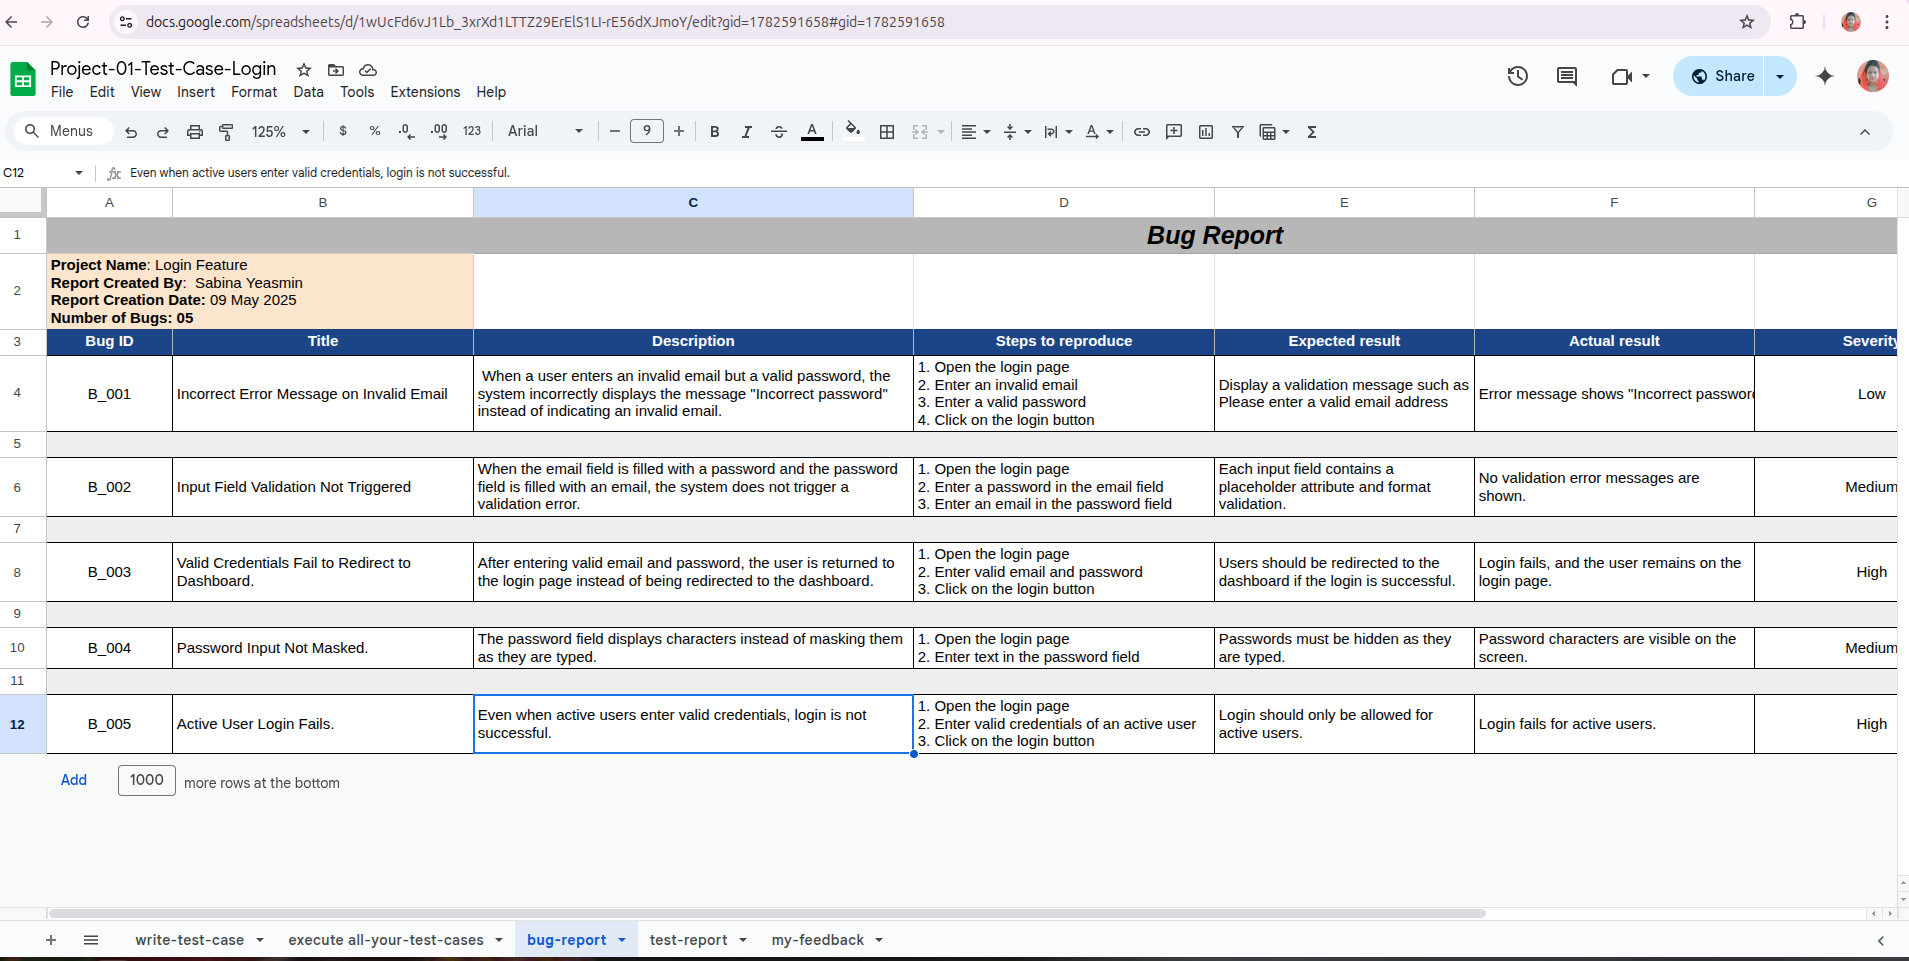 docs.google.com/spreadsheets/d/1wUcFd6vJ1Lb_3xrXd1LTTZ29ErElS1LI-rE56dXJmoY/edit?gid=1782591658#gid=1782591658
Project-01-Test-Case-Login
File Edit View Insert Format Data Tools Extensions Help
Share
Menus
125%
$ % .0 .00 123
Arial
9
B I A
C12
Even when active users enter valid credentials, login is not successful.
A B C D E F G
1
Bug Report
2
Project Name: Login Feature
Report Created By: Sabina Yeasmin
Report Creation Date: 09 May 2025
Number of Bugs: 05
3
Bug ID Title Description Steps to reproduce Expected result Actual result Severity
4
B_001
Incorrect Error Message on Invalid Email
When a user enters an invalid email but a valid password, the
system incorrectly displays the message "Incorrect password"
instead of indicating an invalid email.
1. Open the login page
2. Enter an invalid email
3. Enter a valid password
4. Click on the login button
Display a validation message such as
Please enter a valid email address
Error message shows "Incorrect password
Low
5
6
B_002
Input Field Validation Not Triggered
When the email field is filled with a password and the password
field is filled with an email, the system does not trigger a
validation error.
1. Open the login page
2. Enter a password in the email field
3. Enter an email in the password field
Each input field contains a
placeholder attribute and format
validation.
No validation error messages are
shown.
Medium
7
8
B_003
Valid Credentials Fail to Redirect to
Dashboard.
After entering valid email and password, the user is returned to
the login page instead of being redirected to the dashboard.
1. Open the login page
2. Enter valid email and password
3. Click on the login button
Users should be redirected to the
dashboard if the login is successful.
Login fails, and the user remains on the
login page.
High
9
10
B_004
Password Input Not Masked.
The password field displays characters instead of masking them
as they are typed.
1. Open the login page
2. Enter text in the password field
Passwords must be hidden as they
are typed.
Password characters are visible on the
screen.
Medium
11
12
B_005
Active User Login Fails.
Even when active users enter valid credentials, login is not
successful.
1. Open the login page
2. Enter valid credentials of an active user
3. Click on the login button
Login should only be allowed for
active users.
Login fails for active users.
High
Add 1000 more rows at the bottom
write-test-case execute all-your-test-cases bug-report test-report my-feedback